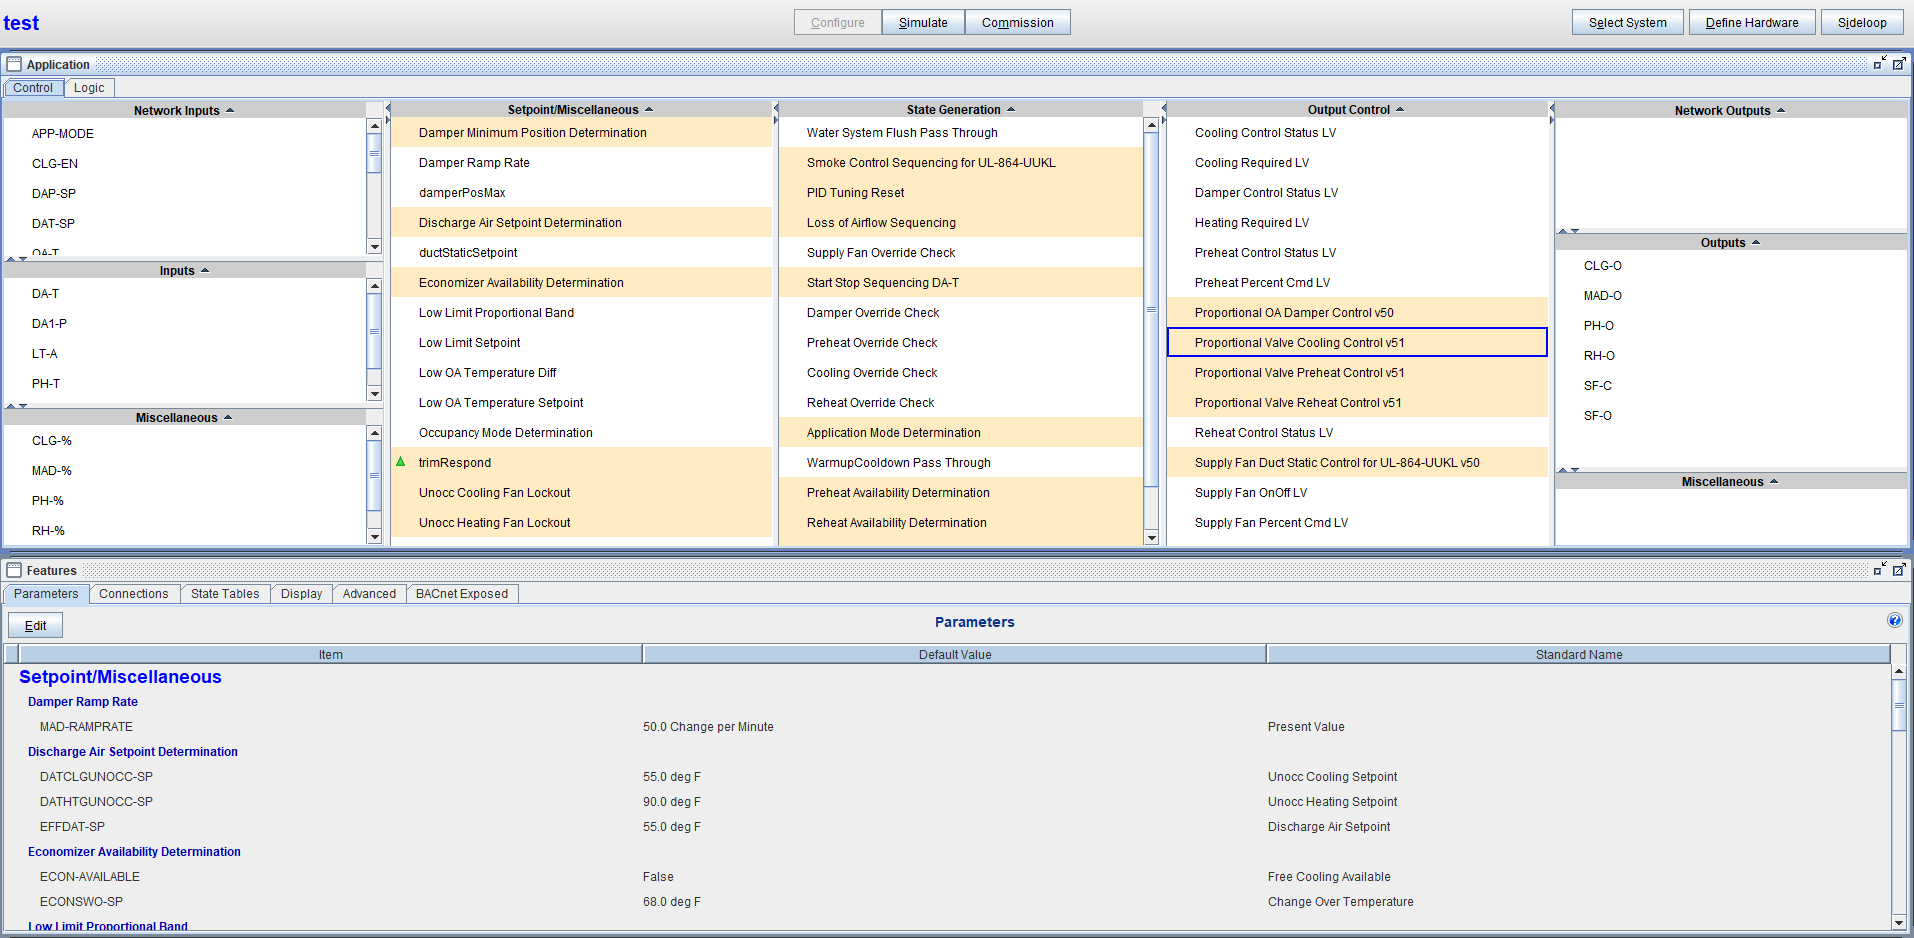 test
Configure
Simulate
Commission
Select System
Define Hardware
Sideloop
Application
Control
Logic
Network Inputs
APP-MODE
CLG-EN
DAP-SP
DAT-SP
OA-T
Inputs
DA-T
DA1-P
LT-A
PH-T
Miscellaneous
CLG-%
MAD-%
PH-%
RH-%
Setpoint/Miscellaneous
Damper Minimum Position Determination
Damper Ramp Rate
damperPosMax
Discharge Air Setpoint Determination
ductStaticSetpoint
Economizer Availability Determination
Low Limit Proportional Band
Low Limit Setpoint
Low OA Temperature Diff
Low OA Temperature Setpoint
Occupancy Mode Determination
trimRespond
Unocc Cooling Fan Lockout
Unocc Heating Fan Lockout
State Generation
Water System Flush Pass Through
Smoke Control Sequencing for UL-864-UUKL
PID Tuning Reset
Loss of Airflow Sequencing
Supply Fan Override Check
Start Stop Sequencing DA-T
Damper Override Check
Preheat Override Check
Cooling Override Check
Reheat Override Check
Application Mode Determination
WarmupCooldown Pass Through
Preheat Availability Determination
Reheat Availability Determination
Output Control
Cooling Control Status LV
Cooling Required LV
Damper Control Status LV
Heating Required LV
Preheat Control Status LV
Preheat Percent Cmd LV
Proportional OA Damper Control v50
Proportional Valve Cooling Control v51
Proportional Valve Preheat Control v51
Proportional Valve Reheat Control v51
Reheat Control Status LV
Supply Fan Duct Static Control for UL-864-UUKL v50
Supply Fan OnOff LV
Supply Fan Percent Cmd LV
Network Outputs
Outputs
CLG-O
MAD-O
PH-O
RH-O
SF-C
SF-O
Miscellaneous
Features
Parameters
Connections
State Tables
Display
Advanced
BACnet Exposed
Edit
Parameters
?
Item
Default Value
Standard Name
Setpoint/Miscellaneous
Damper Ramp Rate
MAD-RAMPRATE
50.0 Change per Minute
Present Value
Discharge Air Setpoint Determination
DATCLGUNOCC-SP
55.0 deg F
Unocc Cooling Setpoint
DATHTGUNOCC-SP
90.0 deg F
Unocc Heating Setpoint
EFFDAT-SP
55.0 deg F
Discharge Air Setpoint
Economizer Availability Determination
ECON-AVAILABLE
False
Free Cooling Available
ECONSWO-SP
68.0 deg F
Change Over Temperature
Low Limit Proportional Band